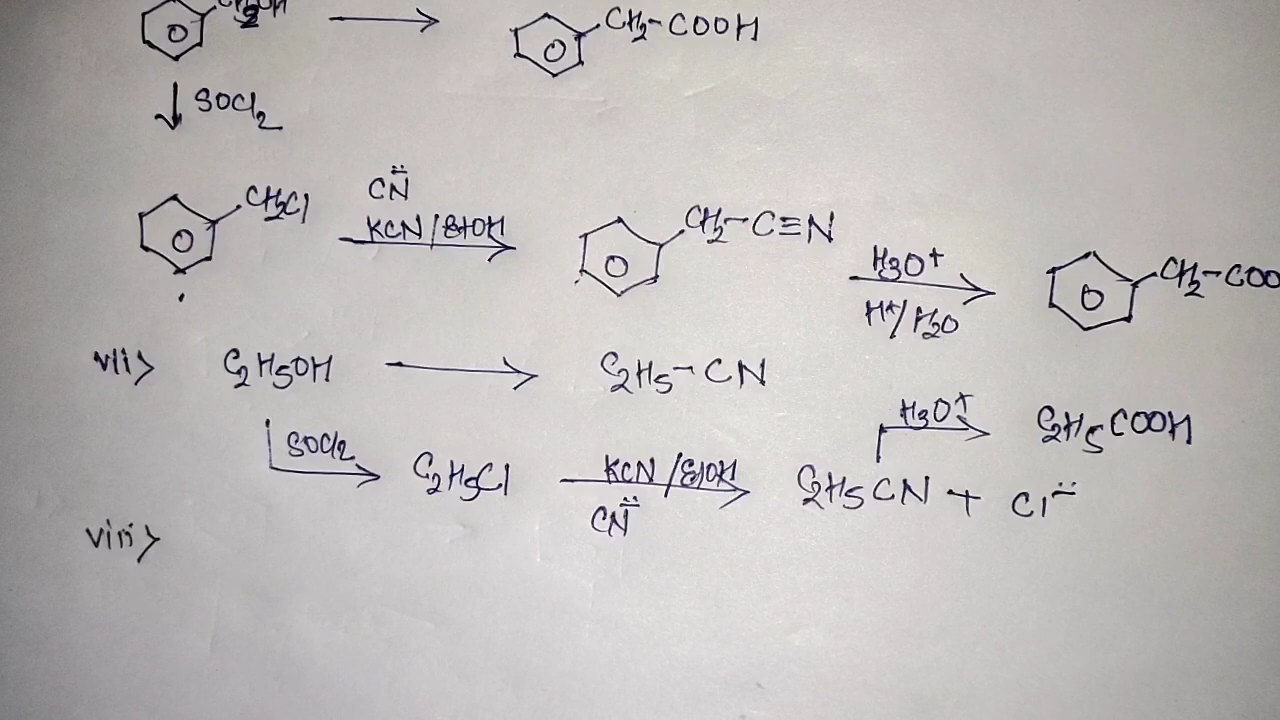 CH2OH ⟶ CH2-COOH
↓ SOCl2
CH2Cl CN̈ KCN/EtOH ⟶ CH2-C≡N H3O+ H+/H2O ⟶ CH2-COO
vii> C2H5OH ⟶ C2H5-CN
SOCl2 ⟶ C2H5Cl KCN/EtOH CN̈ ⟶ C2H5CN + Cl⁻ H3O+ ⟶ C2H5COOH
viii>